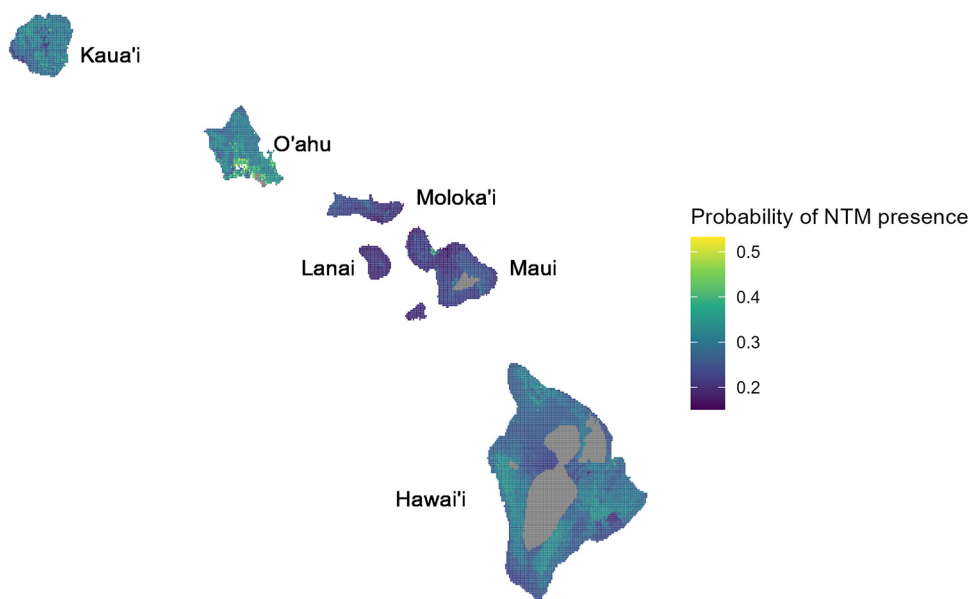 Kaua'i
O'ahu
Moloka'i
Lanai
Maui
Probability of NTM presence
0.5
0.4
0.3
0.2
Hawai'i